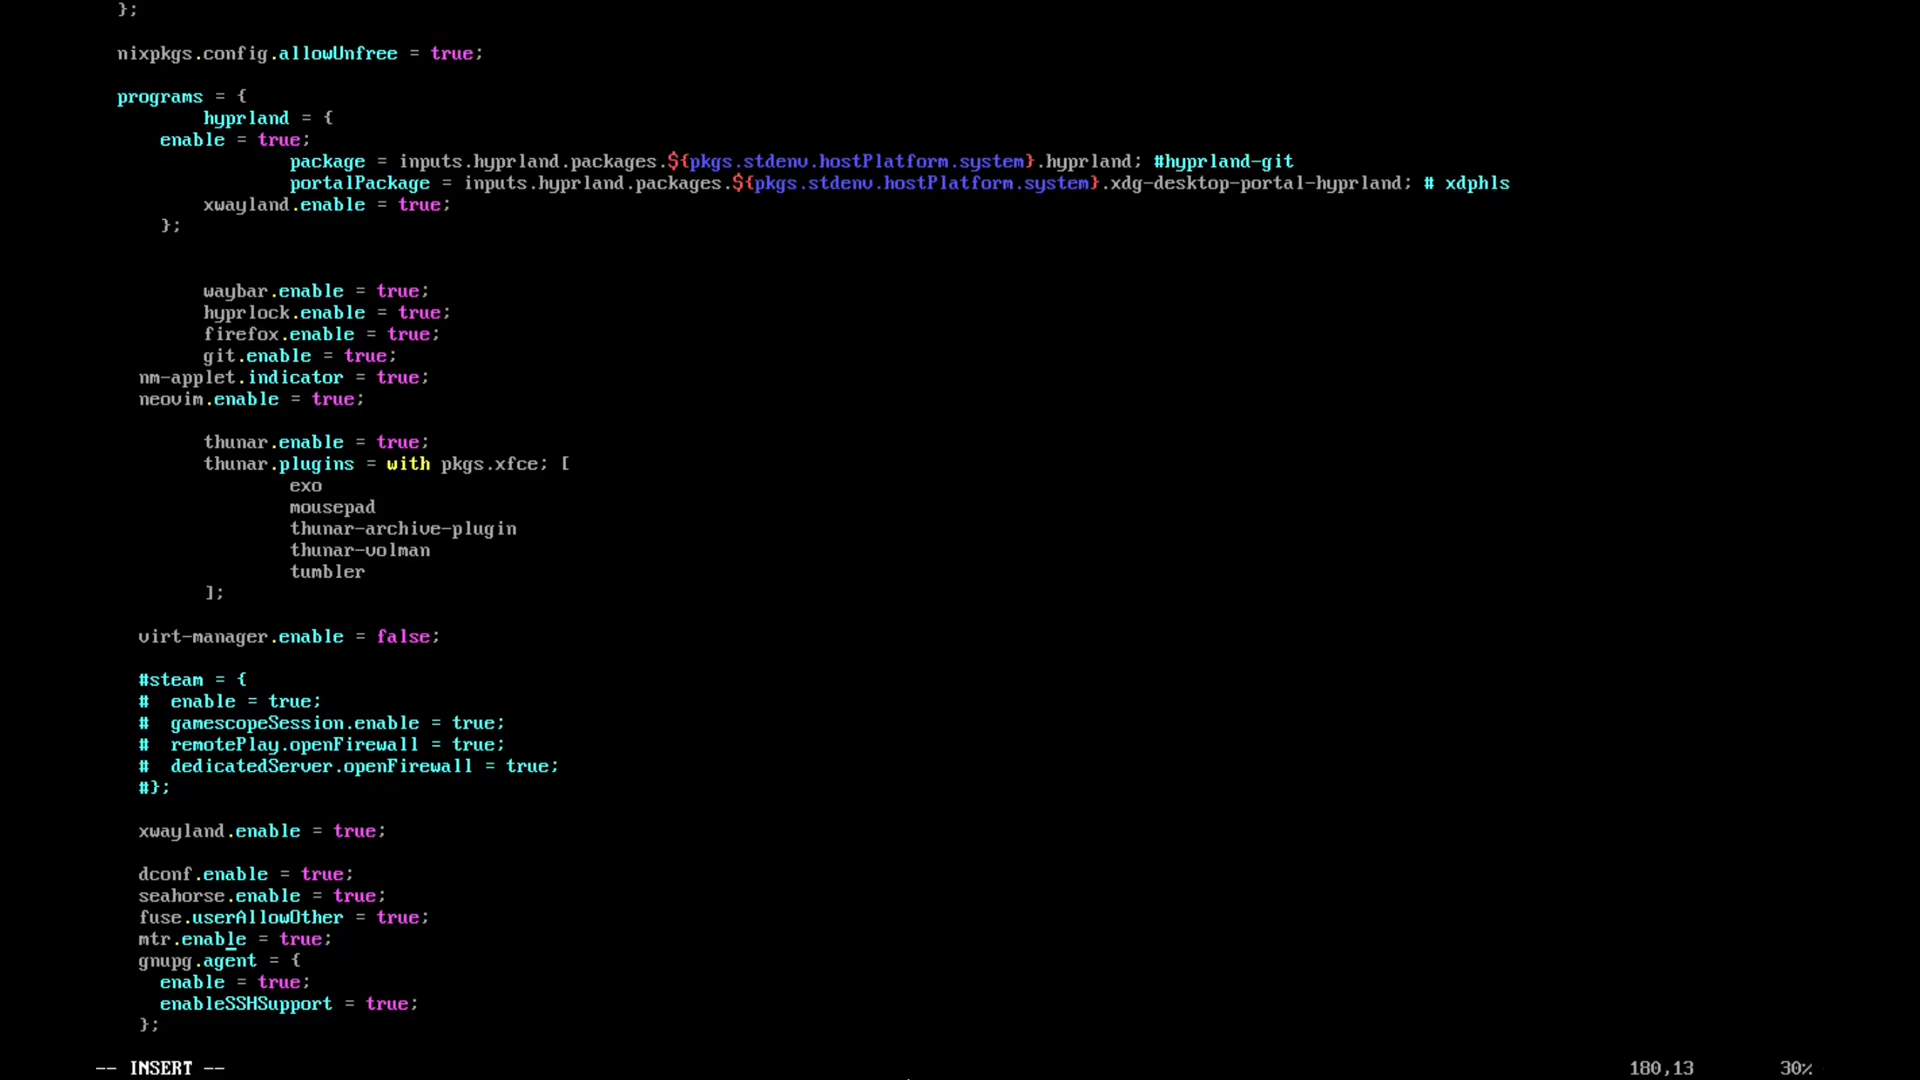 };
nixpkgs.config.allowUnfree = true;
programs = {
hyprland = {
enable = true;
package = inputs.hyprland.packages.${pkgs.stdenv.hostPlatform.system}.hyprland; #hyprland-git
portalPackage = inputs.hyprland.packages.${pkgs.stdenv.hostPlatform.system}.xdg-desktop-portal-hyprland; # xdphls
xwayland.enable = true;
};
waybar.enable = true;
hyprlock.enable = true;
firefox.enable = true;
git.enable = true;
nm-applet.indicator = true;
neovim.enable = true;
thunar.enable = true;
thunar.plugins = with pkgs.xfce; [
exo
mousepad
thunar-archive-plugin
thunar-volman
tumbler
];
virt-manager.enable = false;
#steam = {
#  enable = true;
#  gamescopeSession.enable = true;
#  remotePlay.openFirewall = true;
#  dedicatedServer.openFirewall = true;
#};
xwayland.enable = true;
dconf.enable = true;
seahorse.enable = true;
fuse.userAllowOther = true;
mtr.enable = true;
gnupg.agent = {
enable = true;
enableSSHSupport = true;
};
-- INSERT -- 180,13 30%